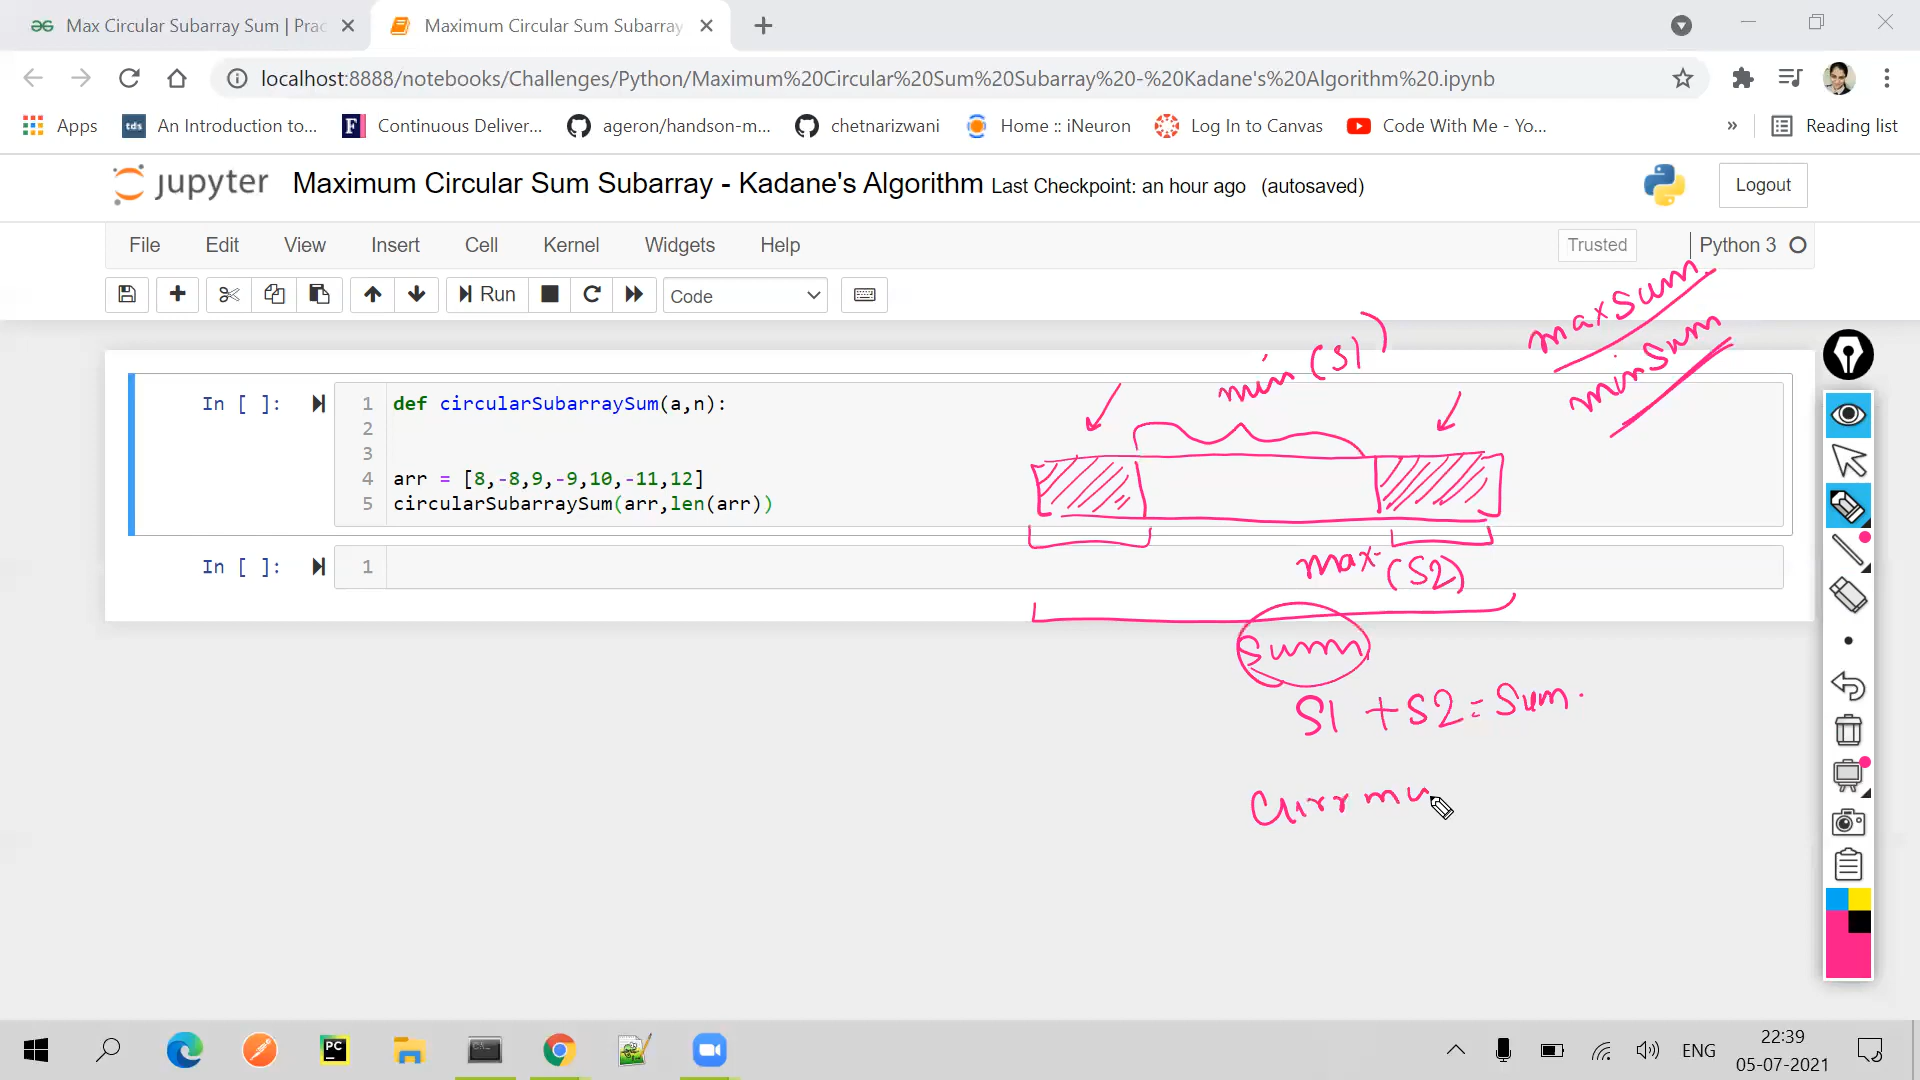 Max Circular Subarray Sum | Prac
Maximum Circular Sum Subarray
localhost:8888/notebooks/Challenges/Python/Maximum%20Circular%20Sum%20Subarray%20-%20Kadane's%20Algorithm%20.ipynb
Apps
tds
An Introduction to...
F
Continuous Deliver...
ageron/handson-m...
chetnarizwani
Home :: iNeuron
Log In to Canvas
Code With Me - Yo...
»
Reading list
jupyter
Maximum Circular Sum Subarray - Kadane's Algorithm Last Checkpoint: an hour ago (autosaved)
Logout
File Edit View Insert Cell Kernel Widgets Help
Trusted
Python 3
Run
Code
maxSum
minSum
min (S1)
In [ ]:
1 def circularSubarraySum(a,n):
2
3
4 arr = [8,-8,9,-9,10,-11,12]
5 circularSubarraySum(arr,len(arr))
max (S2)
In [ ]:
1
Sum
S1 + S2 = Sum
PC
ENG
22:39
05-07-2021